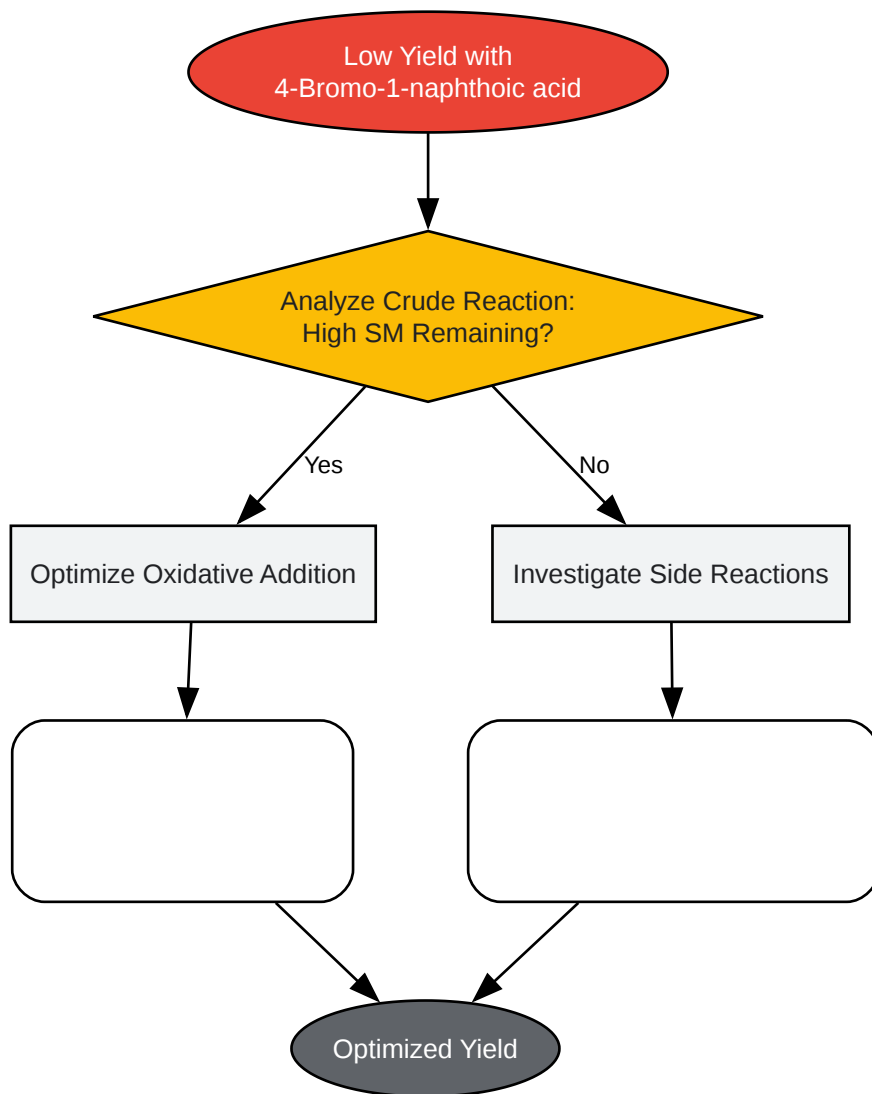 Low Yield with
4-Bromo-1-naphthoic acid
Analyze Crude Reaction:
High SM Remaining?
Yes
No
Optimize Oxidative Addition
Investigate Side Reactions
Optimized Yield